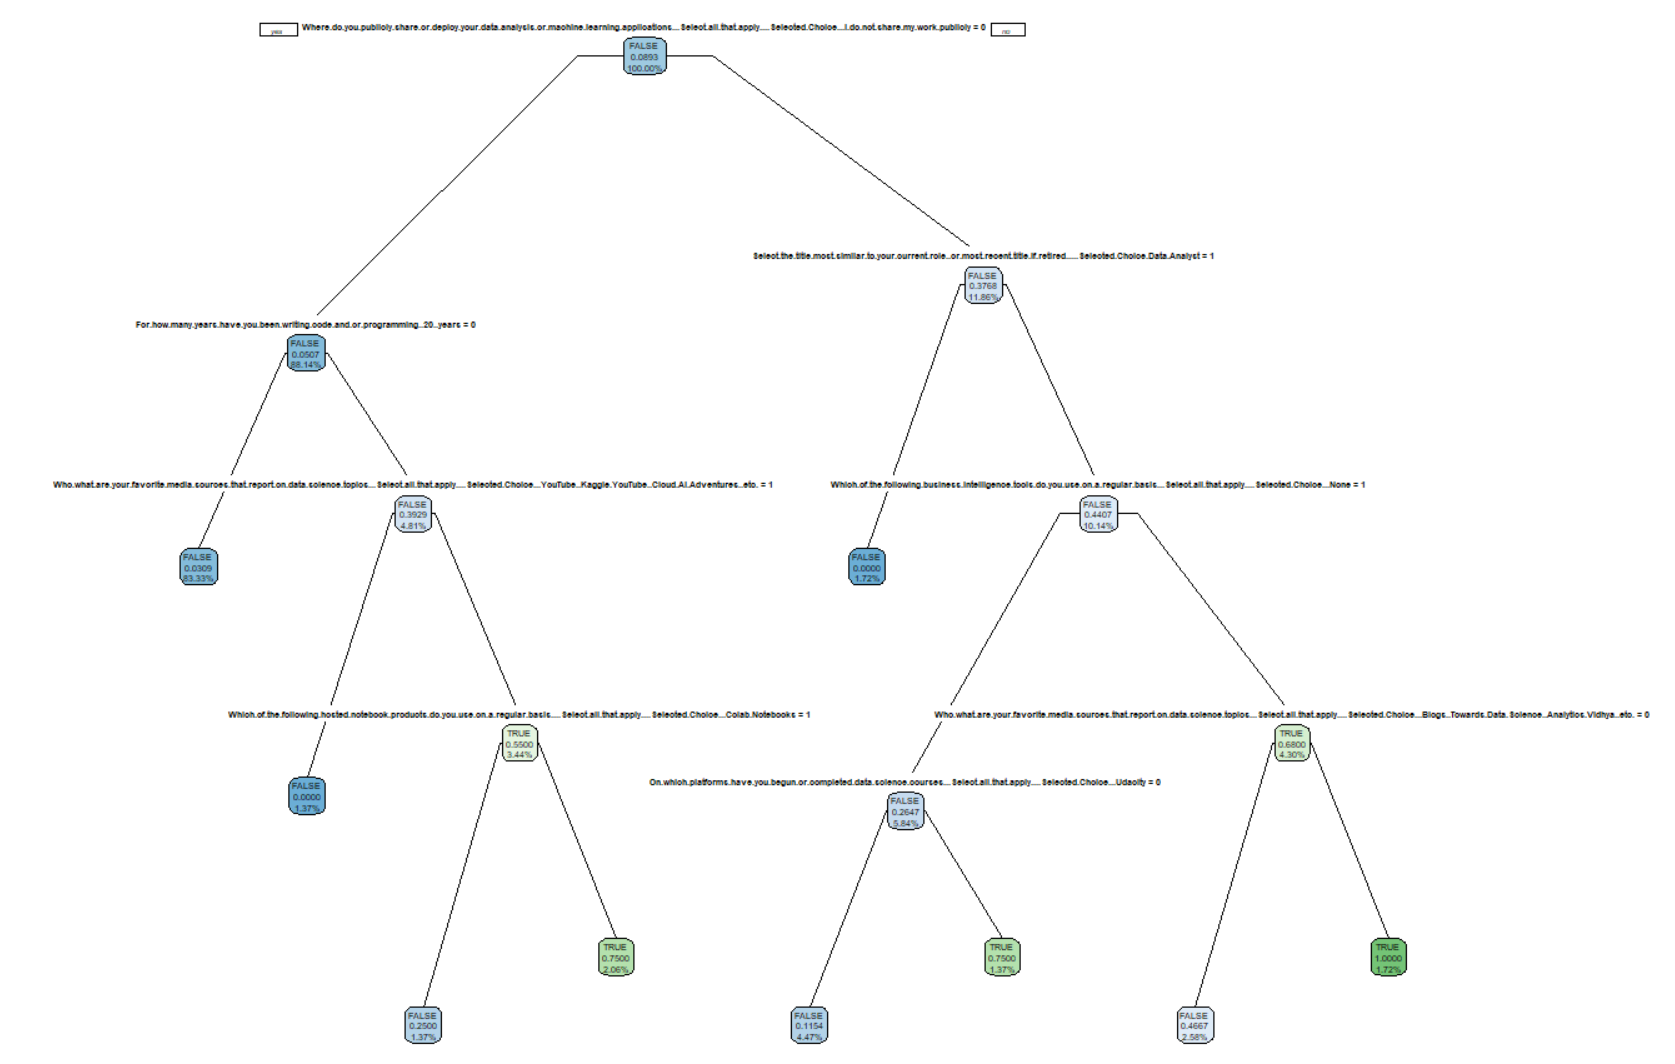 yes Where.do.you.publicly.share.or.deploy.your.data.analysis.or.machine.learning.applications... Select.all.that.apply.... Selected.Choice...I.do.not.share.my.work.publicly = 0 no
FALSE
0.0893
100.00%
Select.the.title.most.similar.to.your.current.role..or.most.recent.title.if.retired..... Selected.Choice.Data.Analyst = 1
FALSE
0.3768
11.86%
For.how.many.years.have.you.been.writing.code.and.or.programming..20..years = 0
FALSE
0.0507
88.14%
Who.what.are.your.favorite.media.sources.that.report.on.data.science.topics... Select.all.that.apply.... Selected.Choice...YouTube..Kaggle.YouTube..Cloud.AI.Adventures..etc. = 1
FALSE
0.3929
4.81%
Which.of.the.following.business.intelligence.tools.do.you.use.on.a.regular.basis... Select.all.that.apply.... Selected.Choice...None = 1
FALSE
0.4407
10.14%
FALSE
0.0309
83.33%
FALSE
0.0000
1.72%
Which.of.the.following.hosted.notebook.products.do.you.use.on.a.regular.basis.... Select.all.that.apply.... Selected.Choice... Colab.Notebooks = 1
TRUE
0.5500
3.44%
Who.what.are.your.favorite.media.sources.that.report.on.data.science.topics... Select.all.that.apply.... Selected.Choice...Blogs..Towards.Data.Science..Analytics.Vidhya..etc. = 0
TRUE
0.6800
4.30%
FALSE
0.0000
1.37%
On.which.platforms.have.you.begun.or.completed.data.science.courses... Select.all.that.apply.... Selected.Choice...Udacity = 0
FALSE
0.2647
5.84%
TRUE
0.7500
2.06%
TRUE
0.7500
1.37%
TRUE
1.0000
1.72%
FALSE
0.2500
1.37%
FALSE
0.1154
4.47%
FALSE
0.4667
2.58%